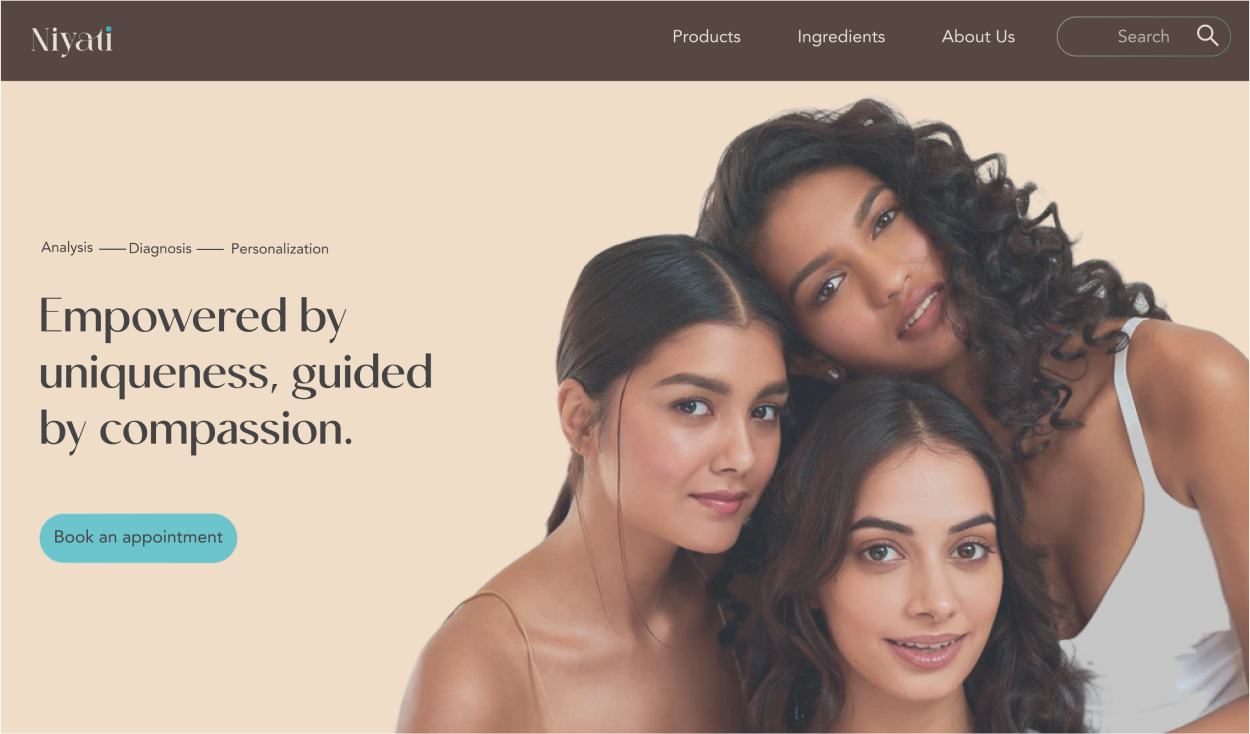 Niyati
Products
Ingredients
About Us
Search
Analysis
Diagnosis
Personalization
Empowered by
uniqueness, guided
by compassion.
Book an appointment